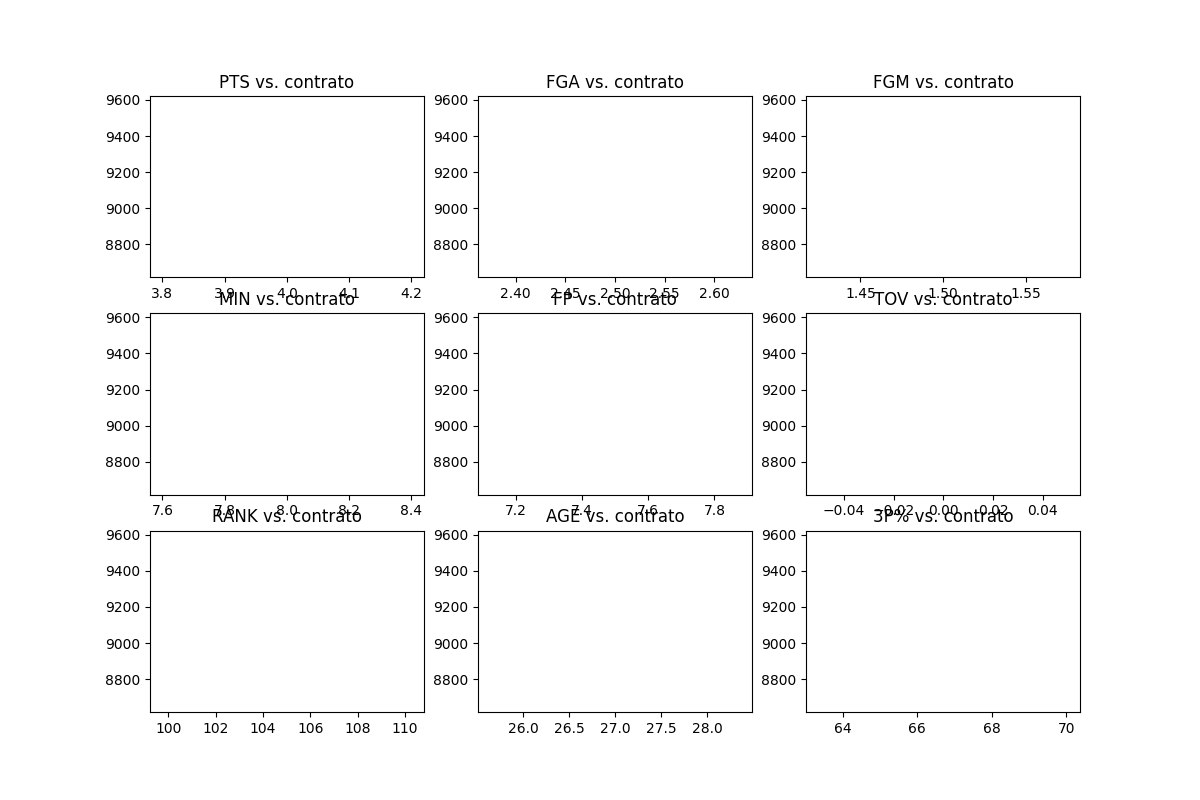 PTS vs. contrato
FGA vs. contrato
FGM vs. contrato
9600
9400
9200
9000
8800
9600
9400
9200
9000
8800
9600
9400
9200
9000
8800
3.8 3.9 4.0 4.1 4.2
2.40 2.45 2.50 2.55 2.60
1.45 1.50 1.55
MIN vs. contrato
FP vs. contrato
TOV vs. contrato
9600
9400
9200
9000
8800
9600
9400
9200
9000
8800
9600
9400
9200
9000
8800
7.6 7.8 8.0 8.2 8.4
7.2 7.4 7.6 7.8
−0.04 −0.02 0.00 0.02 0.04
RANK vs. contrato
AGE vs. contrato
3P% vs. contrato
9600
9400
9200
9000
8800
9600
9400
9200
9000
8800
9600
9400
9200
9000
8800
100 102 104 106 108 110
26.0 26.5 27.0 27.5 28.0
64 66 68 70